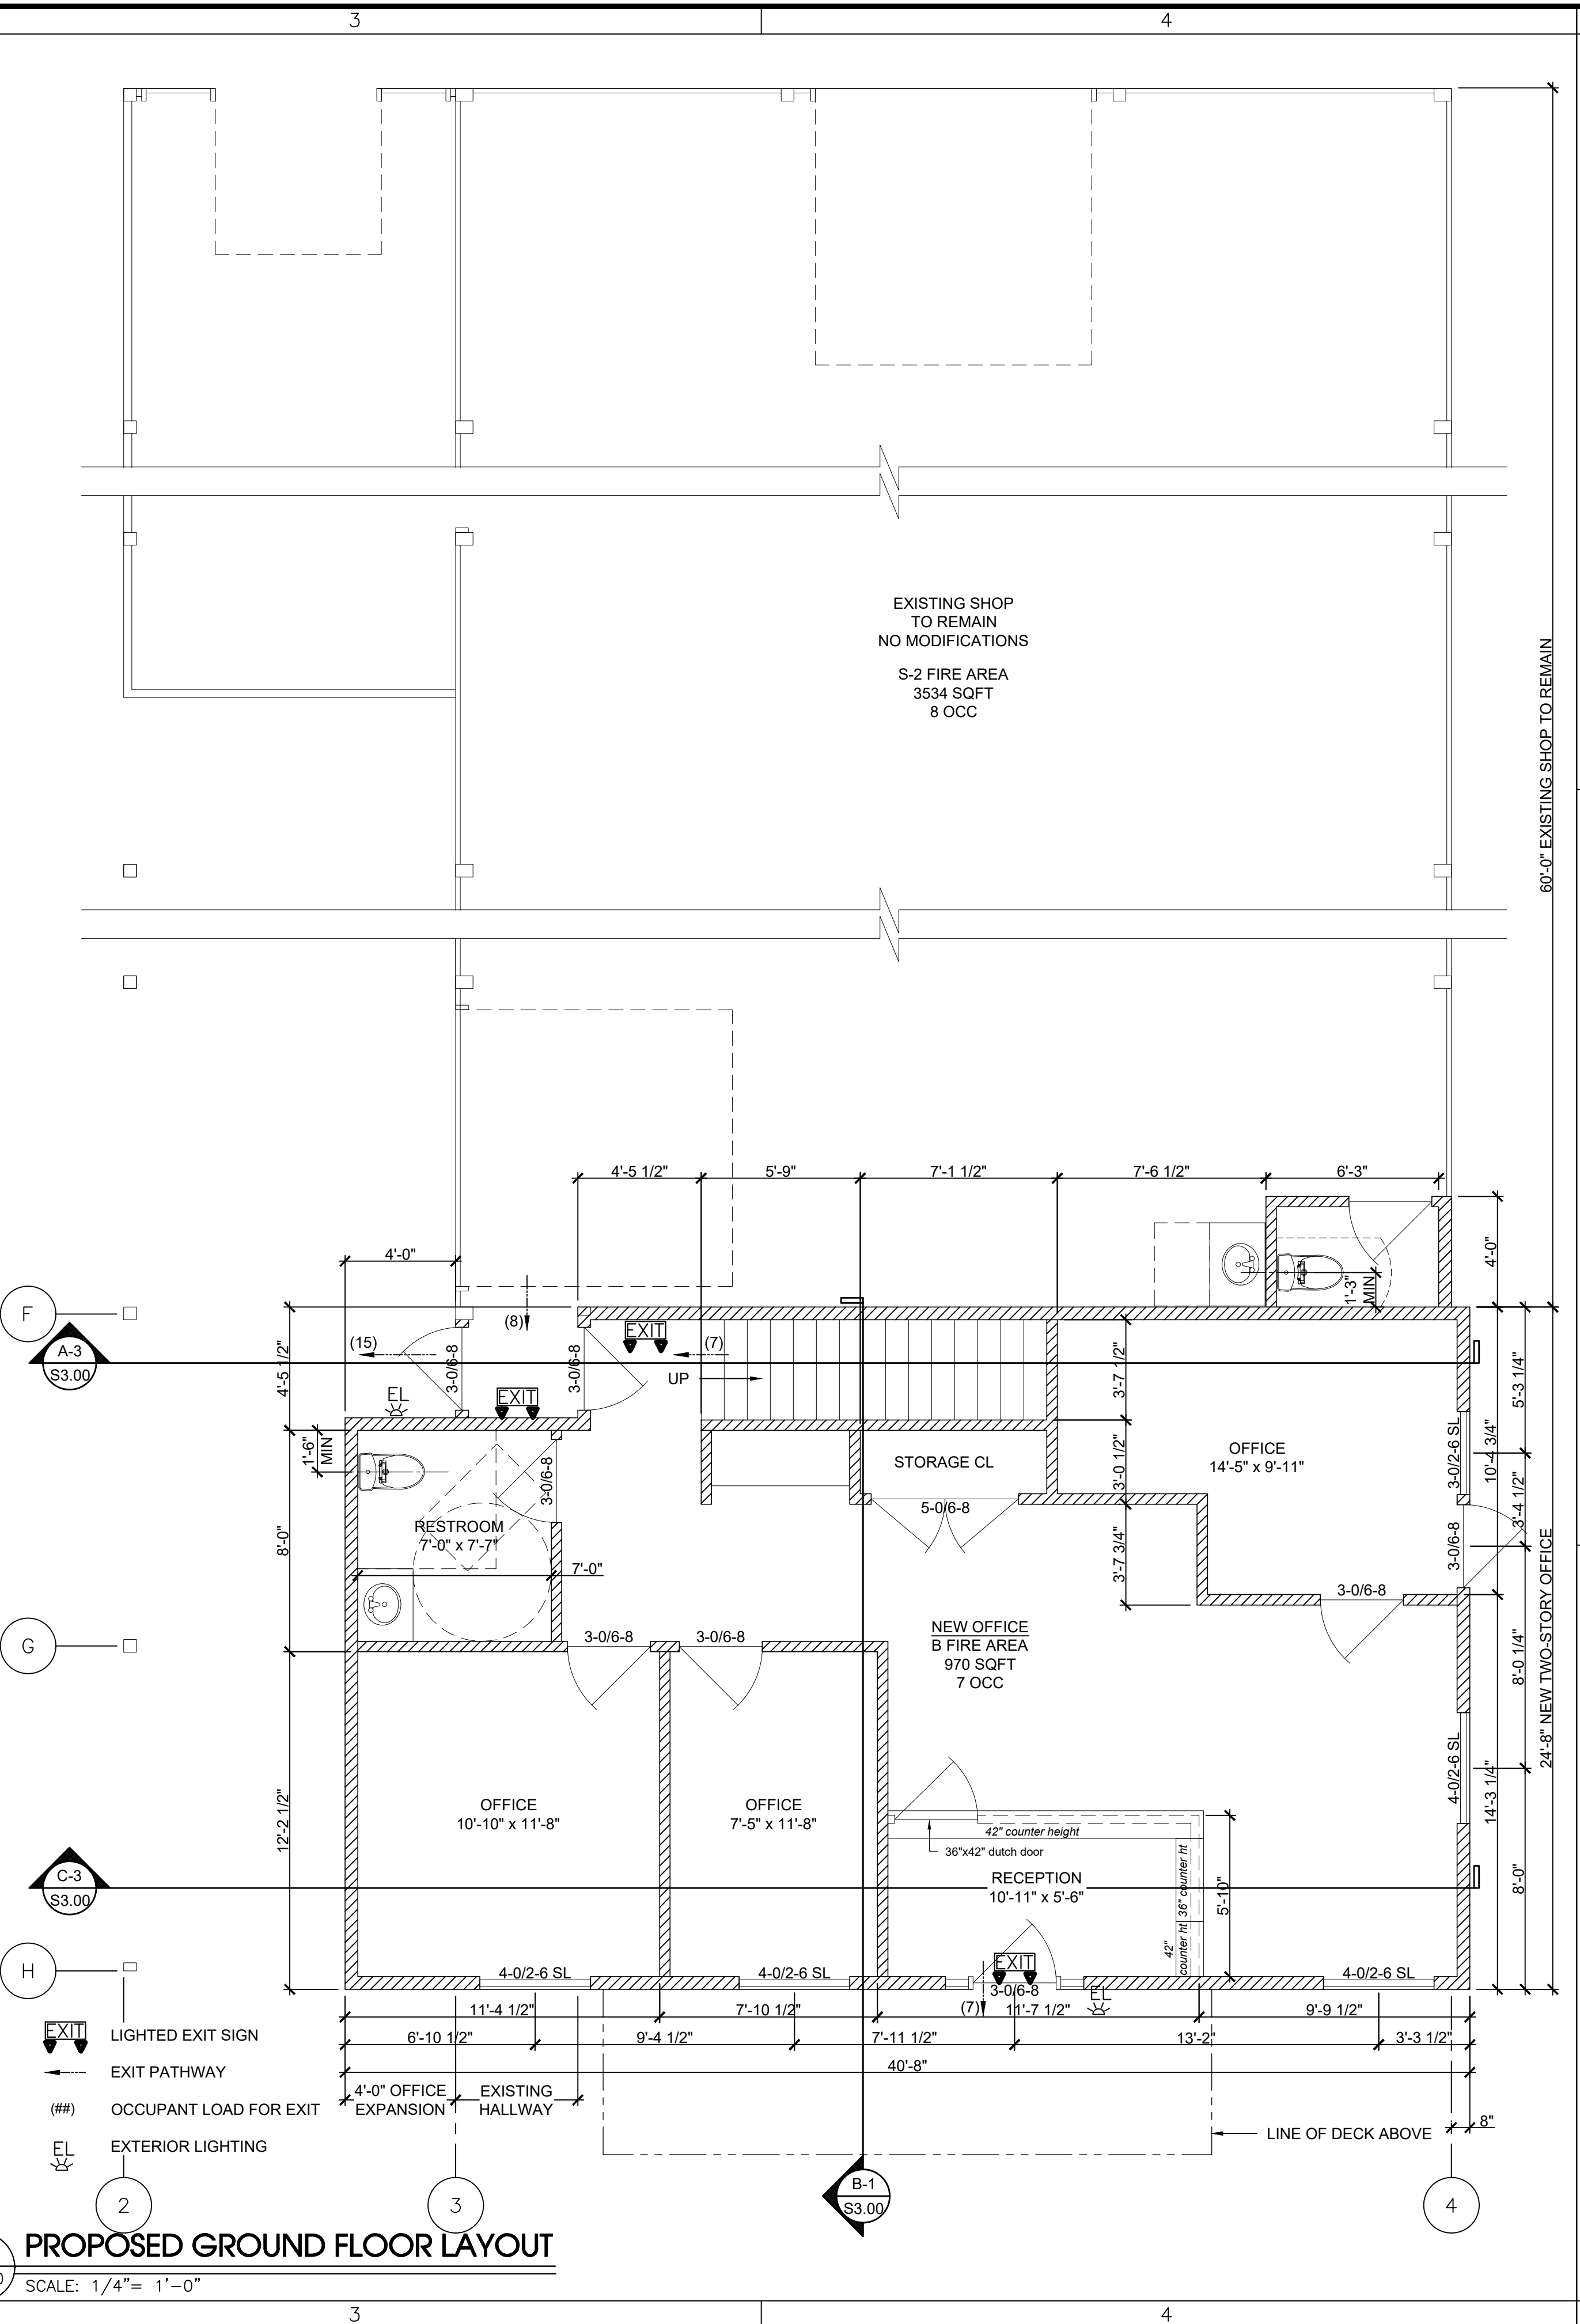 3
4
EXISTING SHOP
TO REMAIN
NO MODIFICATIONS
S-2 FIRE AREA
3534 SQFT
8 OCC
60'-0" EXISTING SHOP TO REMAIN
4'-5 1/2"
5'-9"
7'-1 1/2"
7'-6 1/2"
6'-3"
4'-0"
4'-0"
1'-3"
MIN
F
A-3
S3.00
(15)
(8)
EXIT
(7)
3-0/6-8
3-0/6-8
UP
EL
EXIT
4'-5 1/2"
3'-7 1/2"
5'-3 1/4"
1'-6"
MIN
3-0/6-8
STORAGE CL
3'-0 1/2"
OFFICE
14'-5" x 9'-11"
3-0/2-6 SL
10'-4 3/4"
3'-4 1/2"
5-0/6-8
RESTROOM
7'-0" x 7'-7"
8'-0"
7'-0"
3'-7 3/4"
3-0/6-8
3-0/6-8
G
3-0/6-8
3-0/6-8
NEW OFFICE
B FIRE AREA
970 SQFT
7 OCC
8'-0 1/4"
24'-8" NEW TWO-STORY OFFICE
4-0/2-6 SL
14'-3 1/4"
OFFICE
10'-10" x 11'-8"
OFFICE
7'-5" x 11'-8"
12'-2 1/2"
42" counter height
36"x42" dutch door
C-3
S3.00
RECEPTION
10'-11" x 5'-6"
36" counter ht
42"
counter ht
5'-10"
8'-0"
H
4-0/2-6 SL
4-0/2-6 SL
EXIT
3-0/6-8
4-0/2-6 SL
(7)
EL
11'-4 1/2"
7'-10 1/2"
11'-7 1/2"
9'-9 1/2"
6'-10 1/2"
9'-4 1/2"
7'-11 1/2"
13'-2"
3'-3 1/2"
40'-8"
4'-0" OFFICE
EXPANSION
EXISTING
HALLWAY
8"
LINE OF DECK ABOVE
EXIT LIGHTED EXIT SIGN
EXIT PATHWAY
(##) OCCUPANT LOAD FOR EXIT
EL EXTERIOR LIGHTING
2
3
B-1
S3.00
4
PROPOSED GROUND FLOOR LAYOUT
SCALE: 1/4"= 1'-0"
3
4